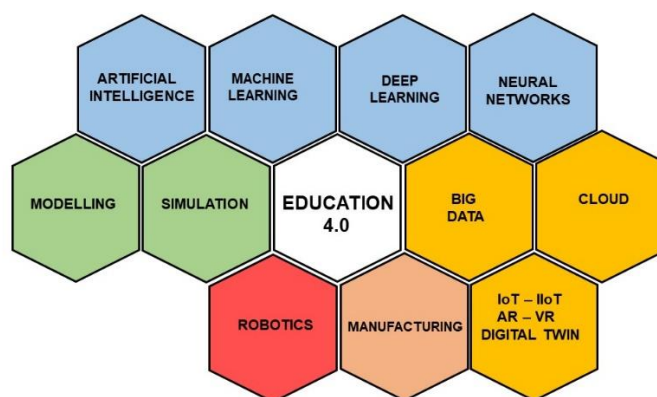 ARTIFICIAL
INTELLIGENCE
MACHINE
LEARNING
DEEP
LEARNING
NEURAL
NETWORKS
MODELLING
SIMULATION
EDUCATION
4.0
BIG
DATA
CLOUD
ROBOTICS
MANUFACTURING
IoT – IIoT
AR – VR
DIGITAL TWIN